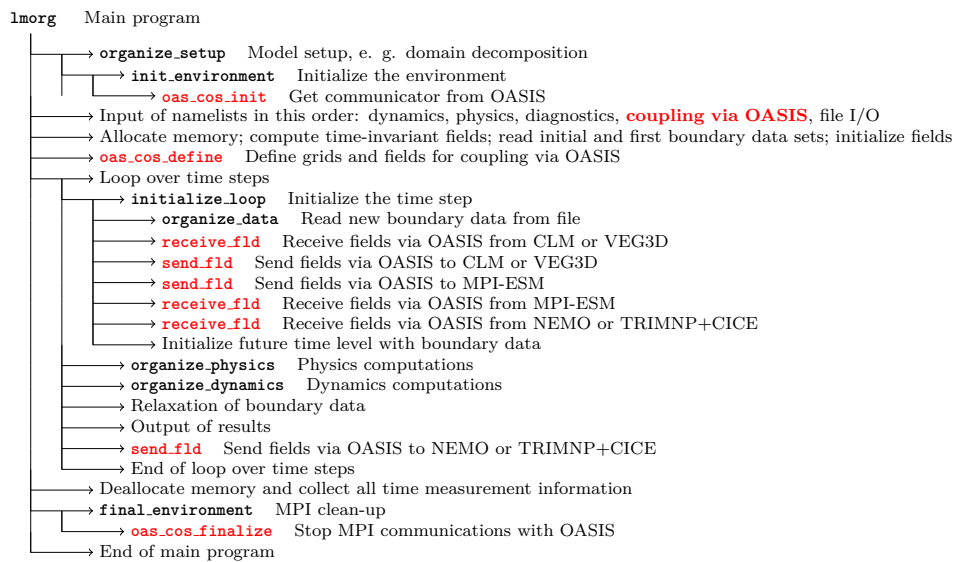 lmorg Main program
organize_setup Model setup, e. g. domain decomposition
init_environment Initialize the environment
oas_cos_init Get communicator from OASIS
Input of namelists in this order: dynamics, physics, diagnostics, coupling via OASIS, file I/O
Allocate memory; compute time-invariant fields; read initial and first boundary data sets; initialize fields
oas_cos_define Define grids and fields for coupling via OASIS
Loop over time steps
initialize_loop Initialize the time step
organize_data Read new boundary data from file
receive_fld Receive fields via OASIS from CLM or VEG3D
send_fld Send fields via OASIS to CLM or VEG3D
send_fld Send fields via OASIS to MPI-ESM
receive_fld Receive fields via OASIS from MPI-ESM
receive_fld Receive fields via OASIS from NEMO or TRIMNP+CICE
Initialize future time level with boundary data
organize_physics Physics computations
organize_dynamics Dynamics computations
Relaxation of boundary data
Output of results
send_fld Send fields via OASIS to NEMO or TRIMNP+CICE
End of loop over time steps
Deallocate memory and collect all time measurement information
final_environment MPI clean-up
oas_cos_finalize Stop MPI communications with OASIS
End of main program